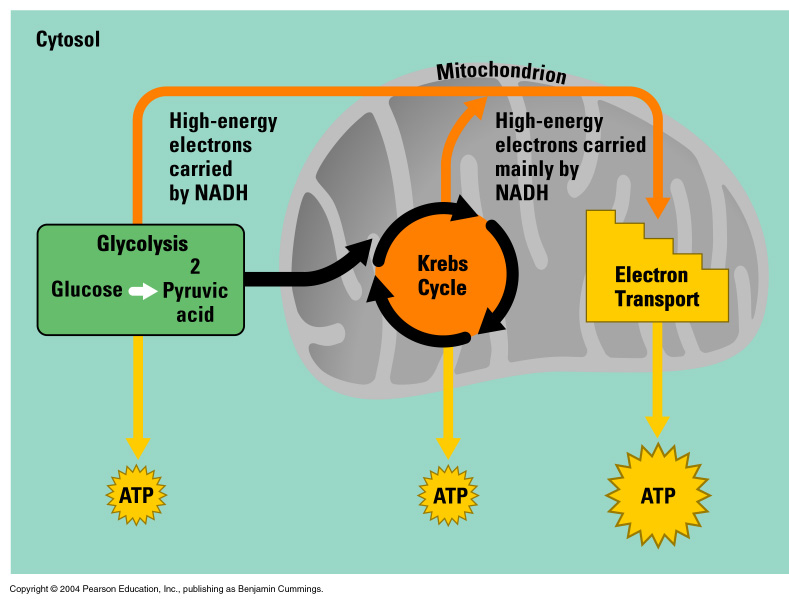 Cytosol
Mitochondrion
High-energy
electrons
carried
by NADH
High-energy
electrons carried
mainly by
NADH
Glycolysis
Glucose
2
Pyruvic
acid
Krebs
Cycle
Electron
Transport
ATP
ATP
ATP
Copyright © 2004 Pearson Education, Inc., publishing as Benjamin Cummings.